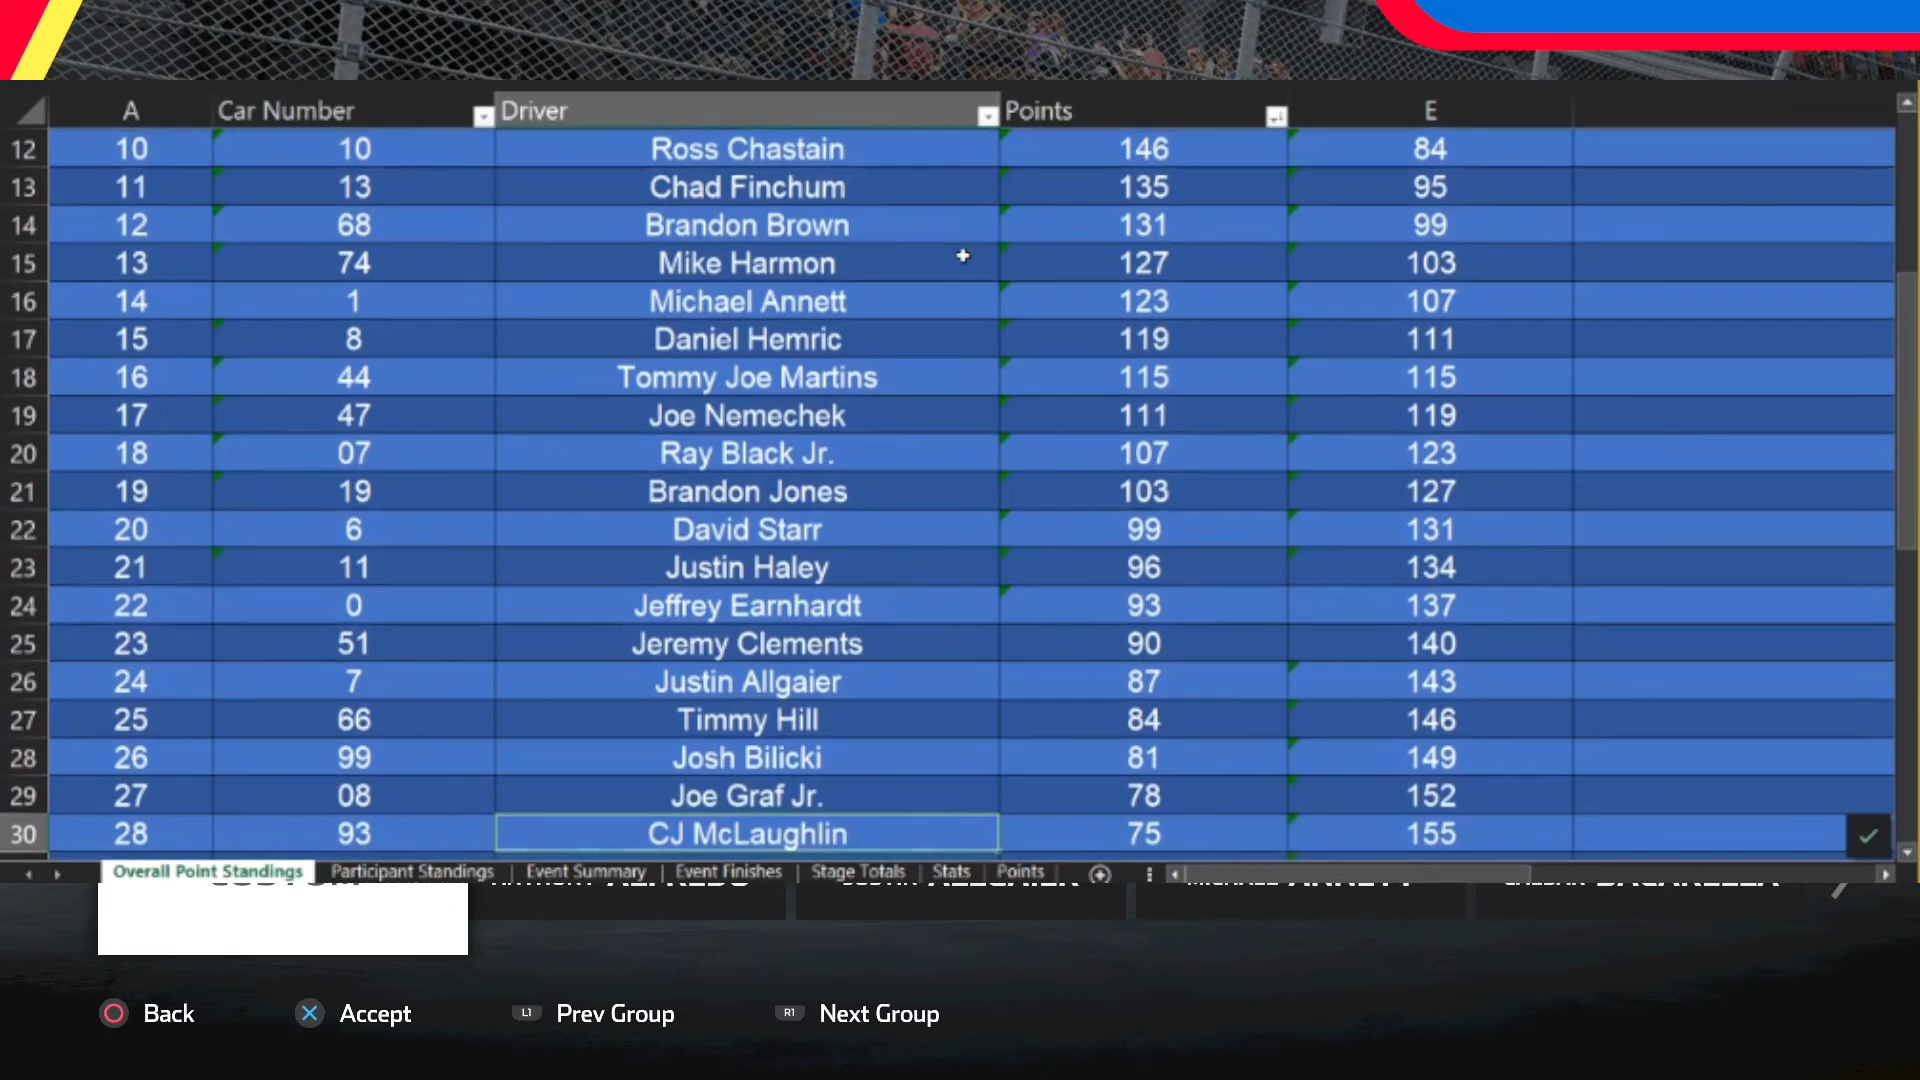 A Car Number Driver Points E
12 10 10 Ross Chastain 146 84
13 11 13 Chad Finchum 135 95
14 12 68 Brandon Brown 131 99
15 13 74 Mike Harmon 127 103
16 14 1 Michael Annett 123 107
17 15 8 Daniel Hemric 119 111
18 16 44 Tommy Joe Martins 115 115
19 17 47 Joe Nemechek 111 119
20 18 07 Ray Black Jr. 107 123
21 19 19 Brandon Jones 103 127
22 20 6 David Starr 99 131
23 21 11 Justin Haley 96 134
24 22 0 Jeffrey Earnhardt 93 137
25 23 51 Jeremy Clements 90 140
26 24 7 Justin Allgaier 87 143
27 25 66 Timmy Hill 84 146
28 26 99 Josh Bilicki 81 149
29 27 08 Joe Graf Jr. 78 152
30 28 93 CJ McLaughlin 75 155
Overall Point Standings Participant Standings Event Summary Event Finishes Stage Totals Stats Points
Back Accept L1 Prev Group R1 Next Group